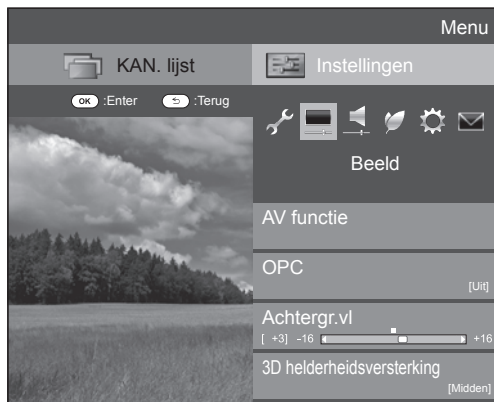 Menu
KAN. lijst
Instellingen
OK :Enter :Terug
Beeld
AV functie
OPC
[Uit]
Achtergr.vl
[ +3] -16 +16
3D helderheidsversterking
[Midden]